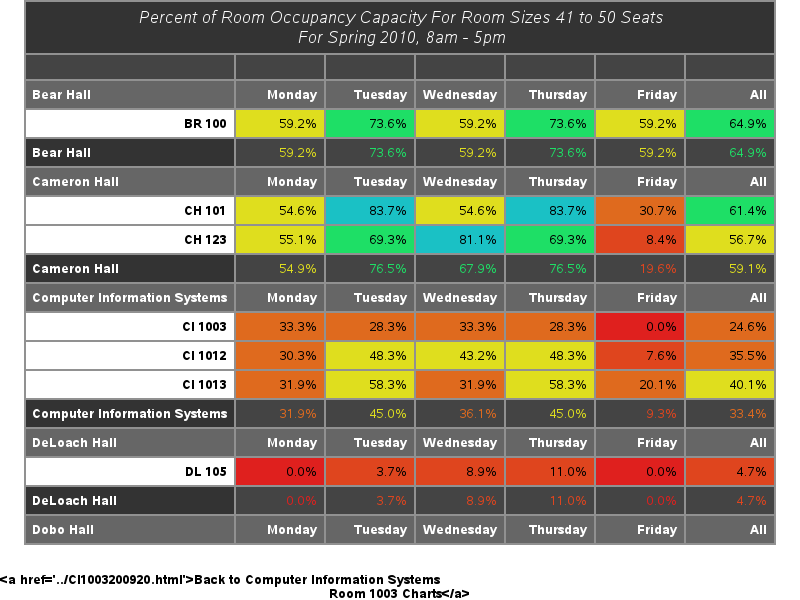 Percent of Room Occupancy Capacity For Room Sizes 41 to 50 Seats
For Spring 2010, 8am - 5pm
Bear Hall Monday Tuesday Wednesday Thursday Friday All
BR 100 59.2% 73.6% 59.2% 73.6% 59.2% 64.9%
Bear Hall 59.2% 73.6% 59.2% 73.6% 59.2% 64.9%
Cameron Hall Monday Tuesday Wednesday Thursday Friday All
CH 101 54.6% 83.7% 54.6% 83.7% 30.7% 61.4%
CH 123 55.1% 69.3% 81.1% 69.3% 8.4% 56.7%
Cameron Hall 54.9% 76.5% 67.9% 76.5% 19.6% 59.1%
Computer Information Systems Monday Tuesday Wednesday Thursday Friday All
CI 1003 33.3% 28.3% 33.3% 28.3% 0.0% 24.6%
CI 1012 30.3% 48.3% 43.2% 48.3% 7.6% 35.5%
CI 1013 31.9% 58.3% 31.9% 58.3% 20.1% 40.1%
Computer Information Systems 31.9% 45.0% 36.1% 45.0% 9.3% 33.4%
DeLoach Hall Monday Tuesday Wednesday Thursday Friday All
DL 105 0.0% 3.7% 8.9% 11.0% 0.0% 4.7%
DeLoach Hall 0.0% 3.7% 8.9% 11.0% 0.0% 4.7%
Dobo Hall Monday Tuesday Wednesday Thursday Friday All
<a href='../CI1003200920.html'>Back to Computer Information Systems
Room 1003 Charts</a>